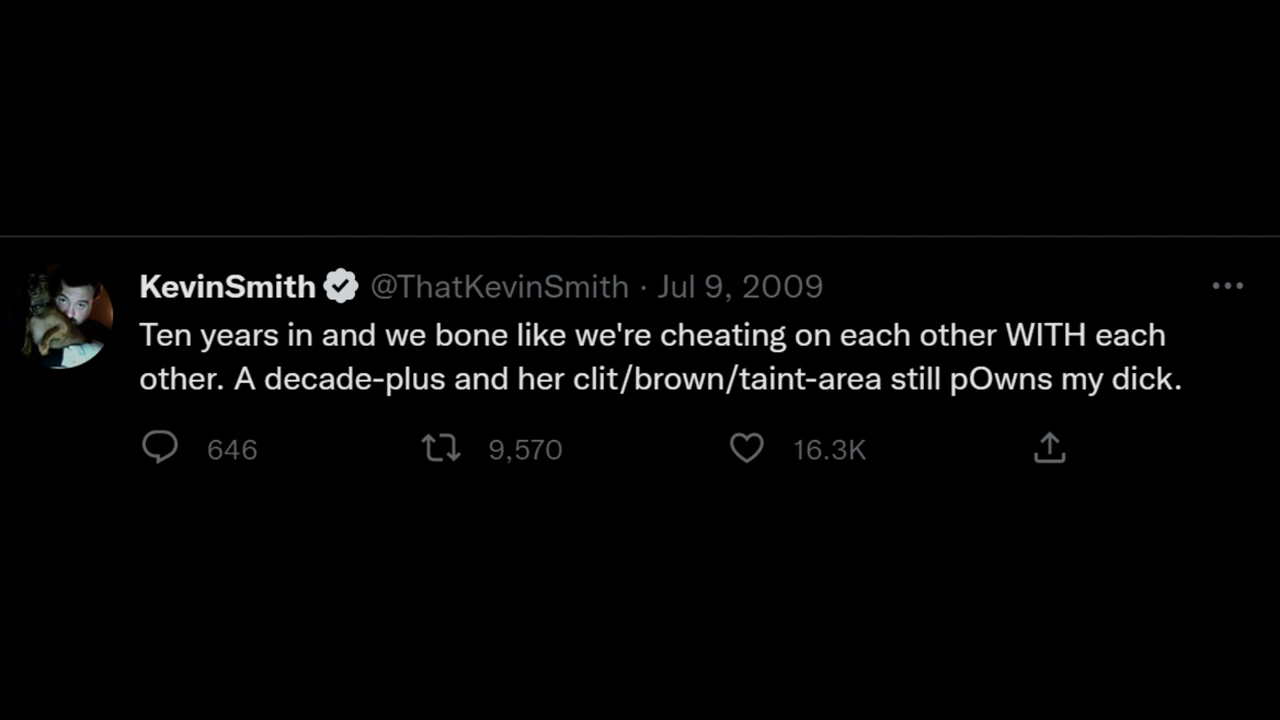 KevinSmith @ThatKevinSmith · Jul 9, 2009
Ten years in and we bone like we're cheating on each other WITH each
other. A decade-plus and her clit/brown/taint-area still pOwns my dick.
646 9,570 16.3K